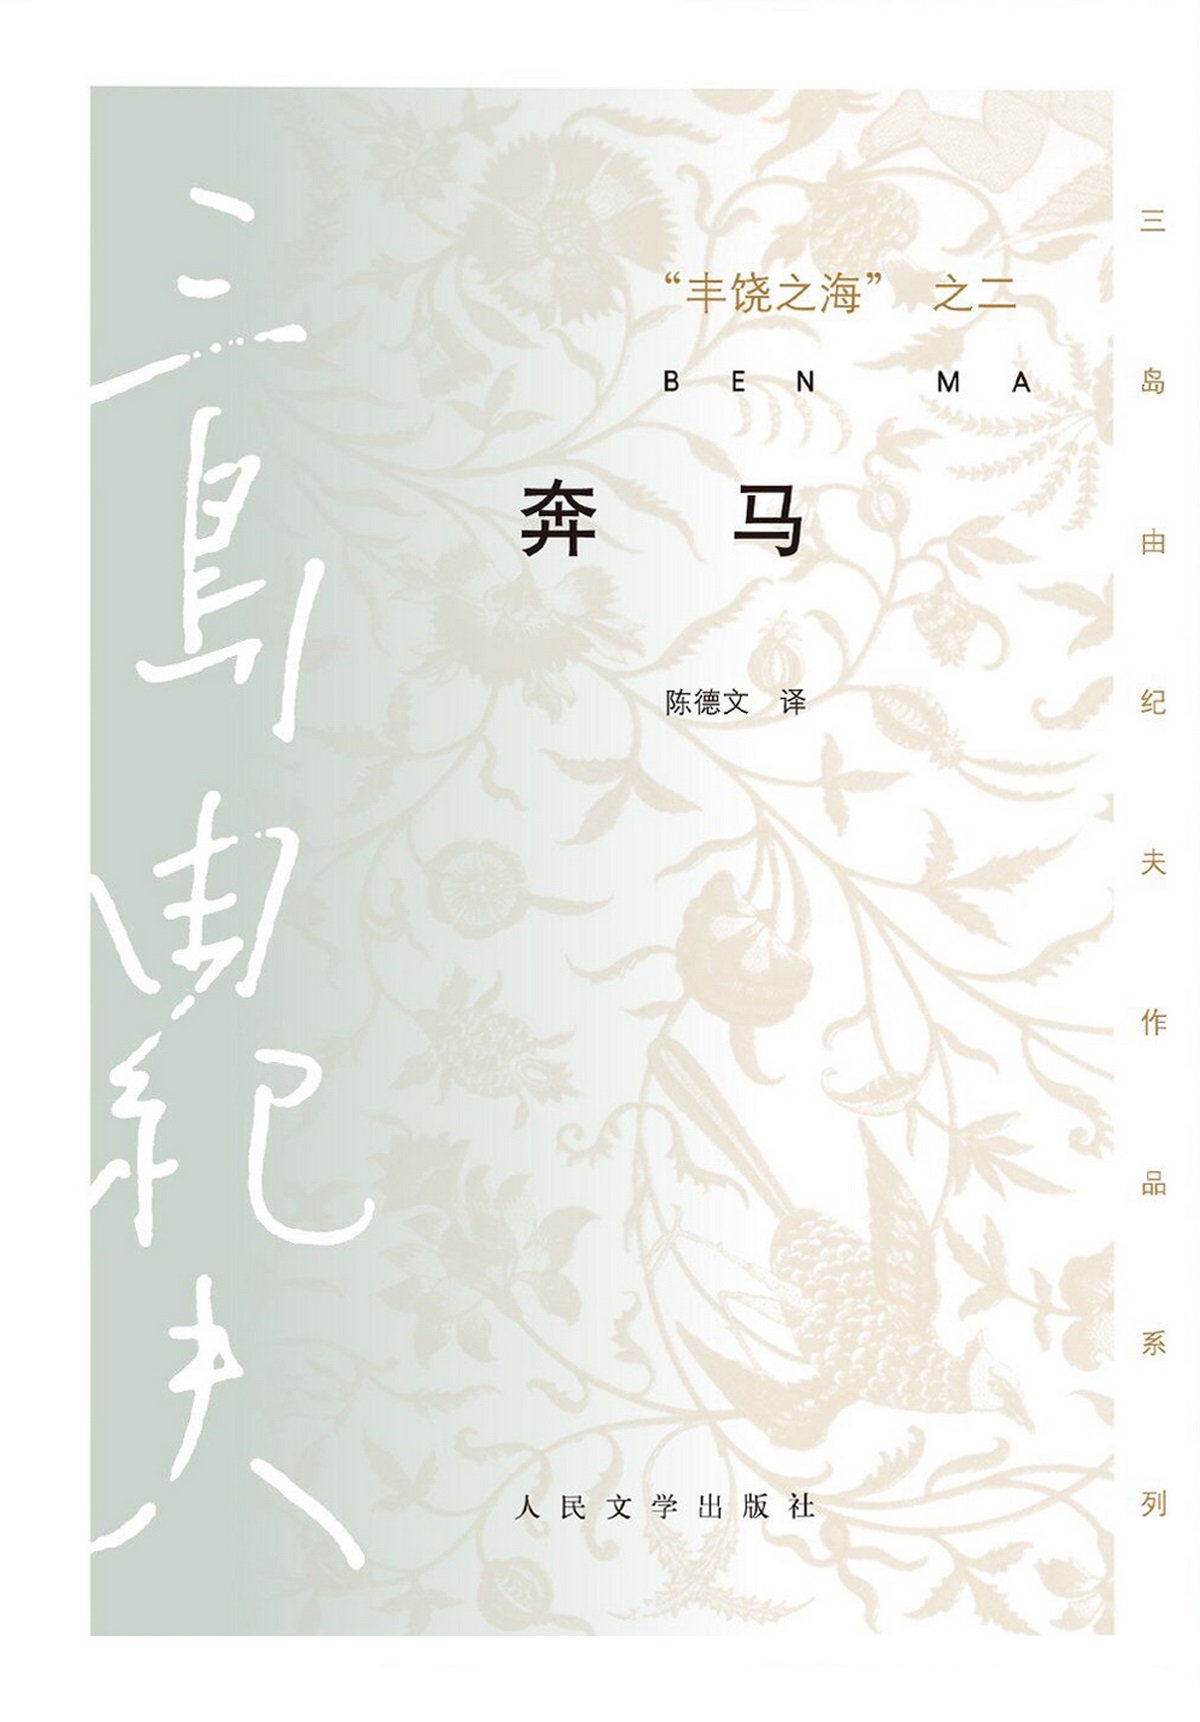 三島由紀夫
“丰饶之海” 之二
BEN MA
奔马
陈德文 译
人民文学出版社
三岛由纪夫作品系列